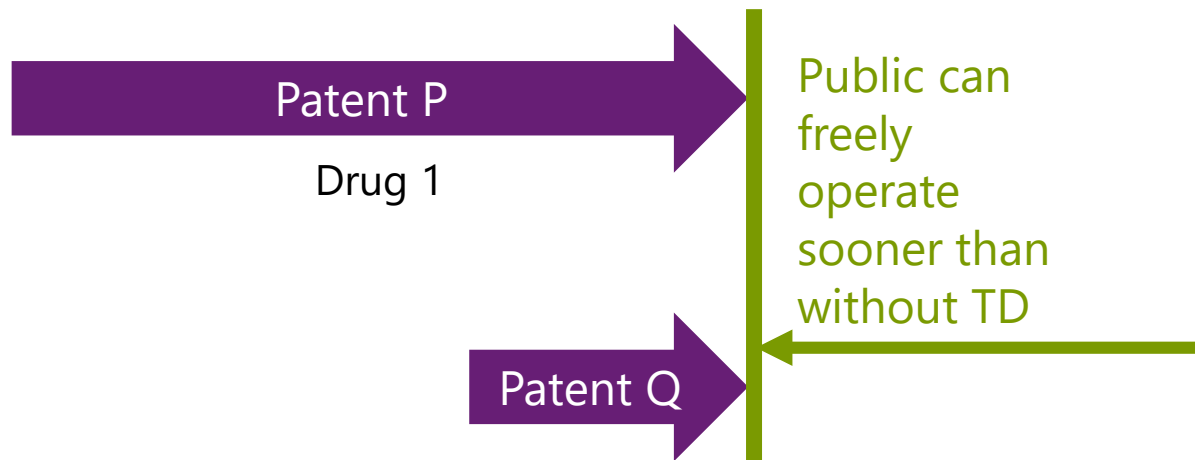 Patent P
Drug 1
Public can
freely
operate
sooner than
without TD
Patent Q